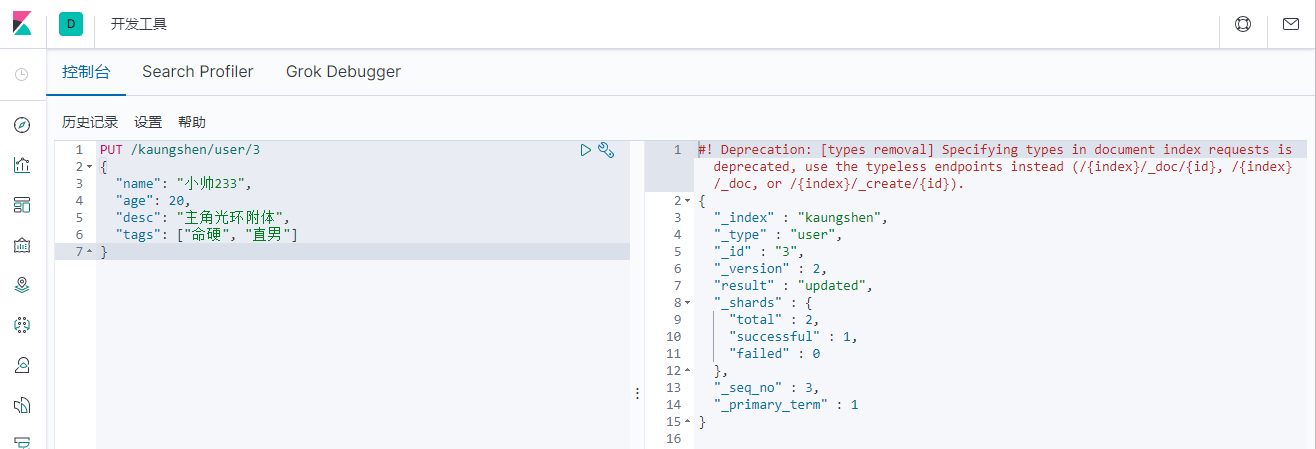 D 开发工具
控制台 Search Profiler Grok Debugger
历史记录 设置 帮助
1 PUT /kaungshen/user/3
2 {
3 "name": "小帅233",
4 "age": 20,
5 "desc": "主角光环附体",
6 "tags": ["命硬", "直男"]
7 }
1 #! Deprecation: [types removal] Specifying types in document index requests is
deprecated, use the typeless endpoints instead (/{index}/_doc/{id}, /{index}
/_doc, or /{index}/_create/{id}).
2 {
3 "_index" : "kaungshen",
4 "_type" : "user",
5 "_id" : "3",
6 "_version" : 2,
7 "result" : "updated",
8 "_shards" : {
9 "total" : 2,
10 "successful" : 1,
11 "failed" : 0
12 },
13 "_seq_no" : 3,
14 "_primary_term" : 1
15 }
16